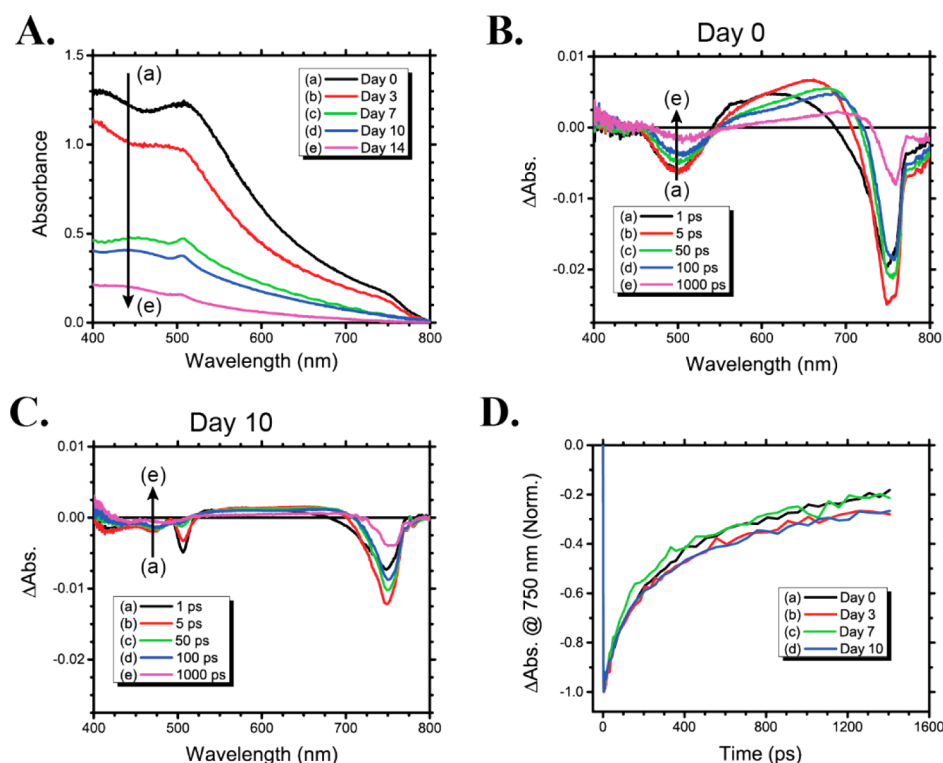 A.
1.5
1.0
0.5
0.0
Absorbance
(a)
(e)
(a) Day 0
(b) Day 3
(c) Day 7
(d) Day 10
(e) Day 14
400 500 600 700 800
Wavelength (nm)
B.
Day 0
0.01
0.00
-0.01
-0.02
ΔAbs.
(e)
(a)
(a) 1 ps
(b) 5 ps
(c) 50 ps
(d) 100 ps
(e) 1000 ps
400 500 600 700 800
Wavelength (nm)
C.
Day 10
0.01
0.00
-0.01
-0.02
ΔAbs.
(e)
(a)
(a) 1 ps
(b) 5 ps
(c) 50 ps
(d) 100 ps
(e) 1000 ps
400 500 600 700 800
Wavelength (nm)
D.
0.0
-0.2
-0.4
-0.6
-0.8
-1.0
ΔAbs. @ 750 nm (Norm.)
(a) Day 0
(b) Day 3
(c) Day 7
(d) Day 10
0 400 800 1200 1600
Time (ps)